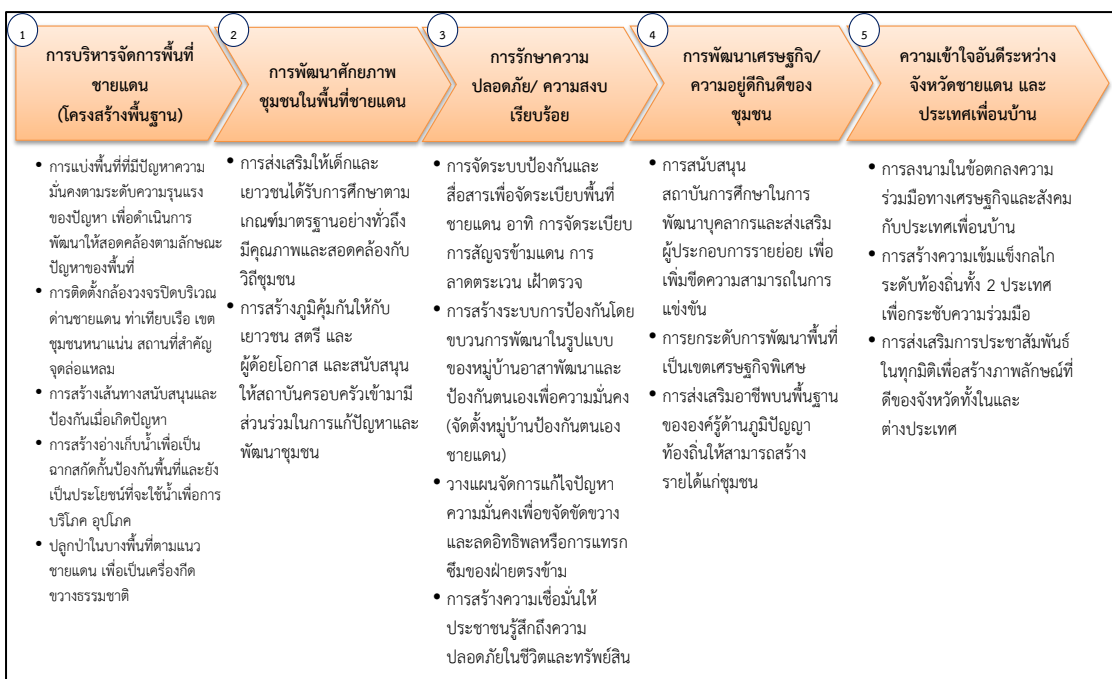 1
การบริหารจัดการพื้นที่
ชายแดน
(โครงสร้างพื้นฐาน)
• การแบ่งพื้นที่ที่มีปัญหาความ
มั่นคงตามระดับความรุนแรง
ของปัญหา เพื่อดำเนินการ
พัฒนาให้สอดคล้องตามลักษณะ
ปัญหาของพื้นที่
• การติดตั้งกล้องวงจรปิดบริเวณ
ด่านชายแดน ท่าเทียบเรือ เขต
ชุมชนหนาแน่น สถานที่สำคัญ
จุดล่อแหลม
• การสร้างเส้นทางสนับสนุนและ
ป้องกันเมื่อเกิดปัญหา
• การสร้างอ่างเก็บน้ำเพื่อเป็น
ฉากสกัดกั้นป้องกันพื้นที่และยัง
เป็นประโยชน์ที่จะใช้น้ำเพื่อการ
บริโภค อุปโภค
• ปลูกป่าในบางพื้นที่ตามแนว
ชายแดน เพื่อเป็นเครื่องกีด
ขวางธรรมชาติ
2
การพัฒนาศักยภาพ
ชุมชนในพื้นที่ชายแดน
• การส่งเสริมให้เด็กและ
เยาวชนได้รับการศึกษาตาม
เกณฑ์มาตรฐานอย่างทั่วถึง
มีคุณภาพและสอดคล้องกับ
วิถีชุมชน
• การสร้างภูมิคุ้มกันให้กับ
เยาวชน สตรี และ
ผู้ด้อยโอกาส และสนับสนุน
ให้สถาบันครอบครัวเข้ามามี
ส่วนร่วมในการแก้ปัญหาและ
พัฒนาชุมชน
3
การรักษาความ
ปลอดภัย/ ความสงบ
เรียบร้อย
• การจัดระบบป้องกันและ
สื่อสารเพื่อจัดระเบียบพื้นที่
ชายแดน อาทิ การจัดระเบียบ
การสัญจรข้ามแดน การ
ลาดตระเวน เฝ้าตรวจ
• การสร้างระบบการป้องกันโดย
ขบวนการพัฒนาในรูปแบบ
ของหมู่บ้านอาสาพัฒนาและ
ป้องกันตนเองเพื่อความมั่นคง
(จัดตั้งหมู่บ้านป้องกันตนเอง
ชายแดน)
• วางแผนจัดการแก้ไขปัญหา
ความมั่นคงเพื่อขจัดขัดขวาง
และลดอิทธิพลหรือการแทรก
ซึมของฝ่ายตรงข้าม
• การสร้างความเชื่อมั่นให้
ประชาชนรู้สึกถึงความ
ปลอดภัยในชีวิตและทรัพย์สิน
4
การพัฒนาเศรษฐกิจ/
ความอยู่ดีกินดีของ
ชุมชน
• การสนับสนุน
สถาบันการศึกษาในการ
พัฒนาบุคลากรและส่งเสริม
ผู้ประกอบการรายย่อย เพื่อ
เพิ่มขีดความสามารถในการ
แข่งขัน
• การยกระดับการพัฒนาพื้นที่
เป็นเขตเศรษฐกิจพิเศษ
• การส่งเสริมอาชีพบนพื้นฐาน
ขององค์รู้ด้านภูมิปัญญา
ท้องถิ่นให้สามารถสร้าง
รายได้แก่ชุมชน
5
ความเข้าใจอันดีระหว่าง
จังหวัดชายแดน และ
ประเทศเพื่อนบ้าน
• การลงนามในข้อตกลงความ
ร่วมมือทางเศรษฐกิจและสังคม
กับประเทศเพื่อนบ้าน
• การสร้างความเข้มแข็งกลไก
ระดับท้องถิ่นทั้ง 2 ประเทศ
เพื่อกระชับความร่วมมือ
• การส่งเสริมการประชาสัมพันธ์
ในทุกมิติเพื่อสร้างภาพลักษณ์ที่
ดีของจังหวัดทั้งในและ
ต่างประเทศ